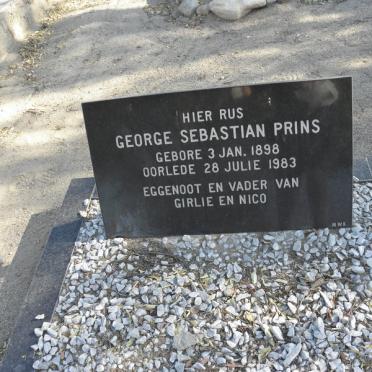 HIER RUS
GEORGE SEBASTIAN PRINS
GEBORE 3 JAN. 1898
OORLEDE 28 JULIE 1983
EGGENOOT EN VADER VAN
GIRLIE EN NICO